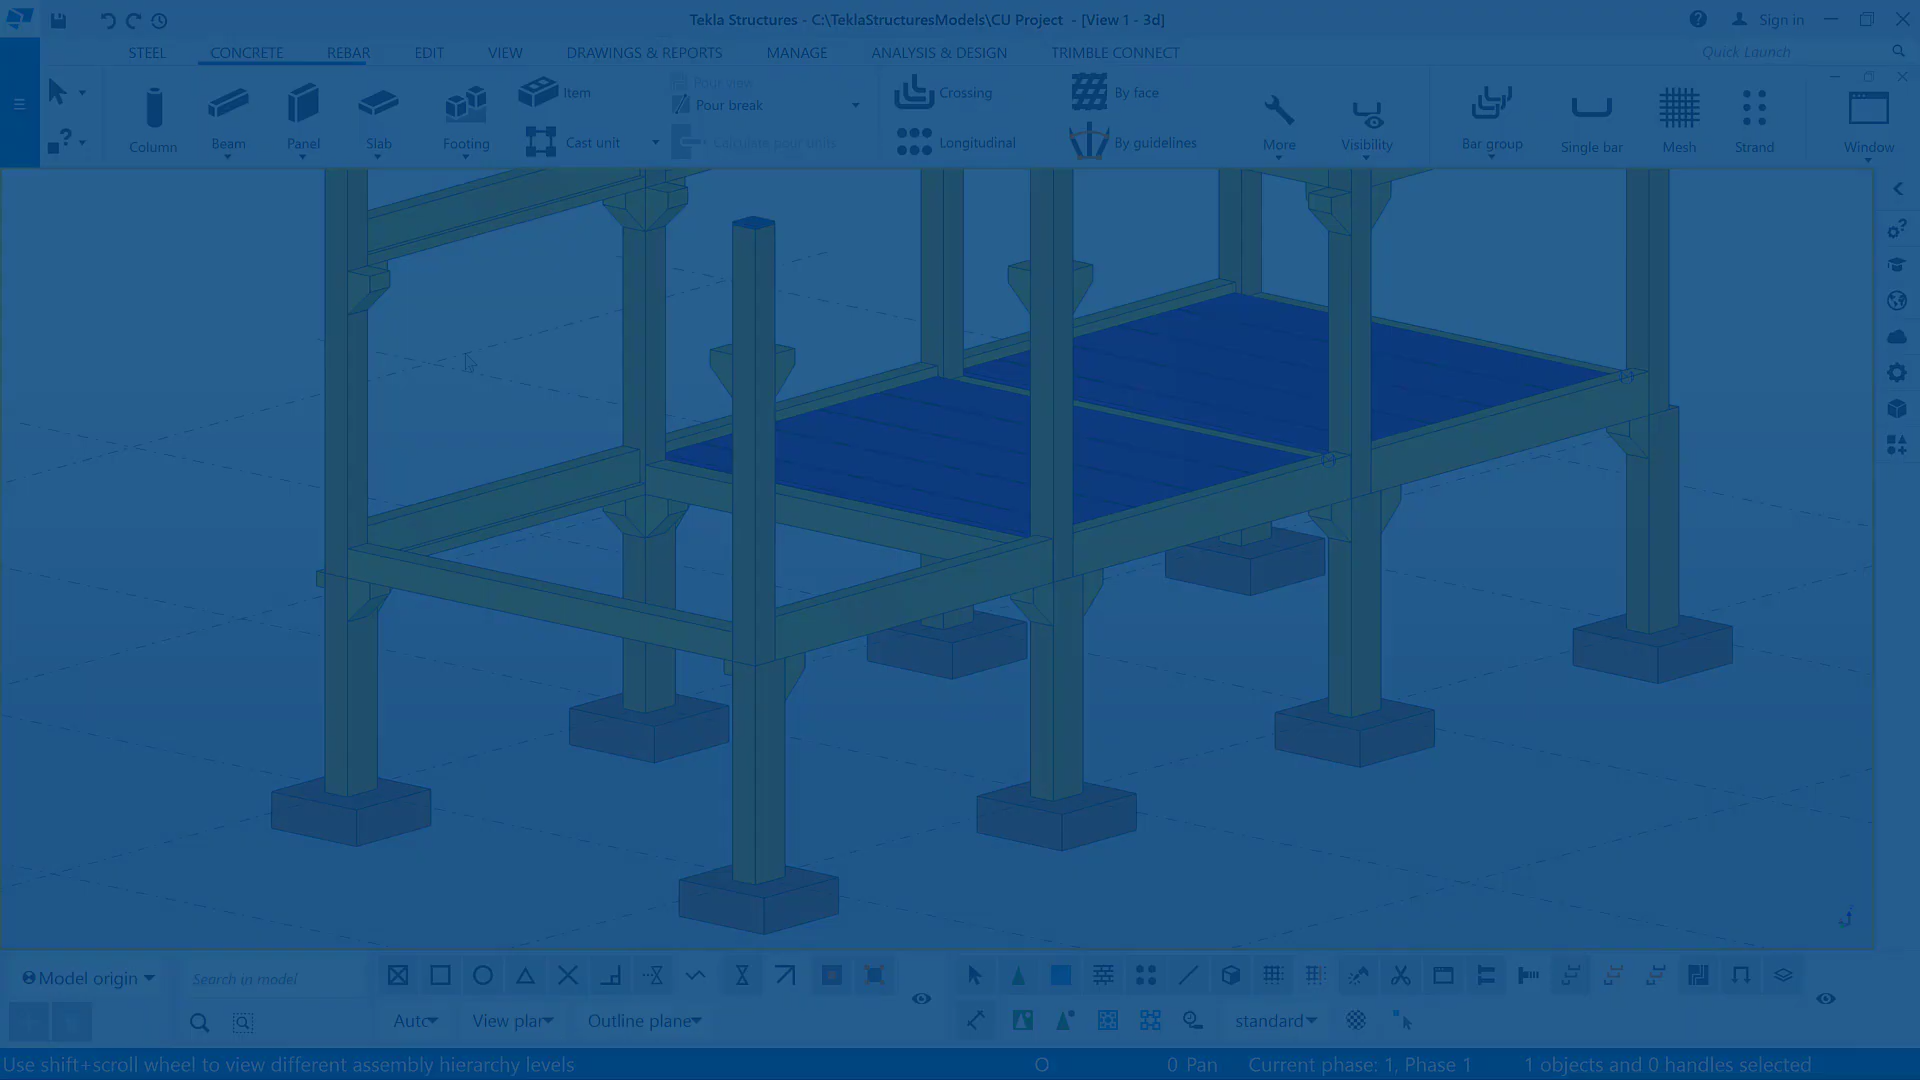 Tekla Structures - C:\TeklaStructuresModels\CU Project - [View 1 - 3d]
Sign in
STEEL CONCRETE REBAR EDIT VIEW DRAWINGS & REPORTS MANAGE ANALYSIS & DESIGN TRIMBLE CONNECT
Quick Launch
Column
Beam
Panel
Slab
Footing
Item
Cast unit
Pour view
Pour break
Calculate pour units
Crossing
Longitudinal
By face
By guidelines
More
Visibility
Bar group
Single bar
Mesh
Strand
Window
Model origin
Search in model
Auto
View plan
Outline plane
standard
Use shift+scroll wheel to view different assembly hierarchy levels
O
0 Pan
Current phase: 1, Phase 1
1 objects and 0 handles selected